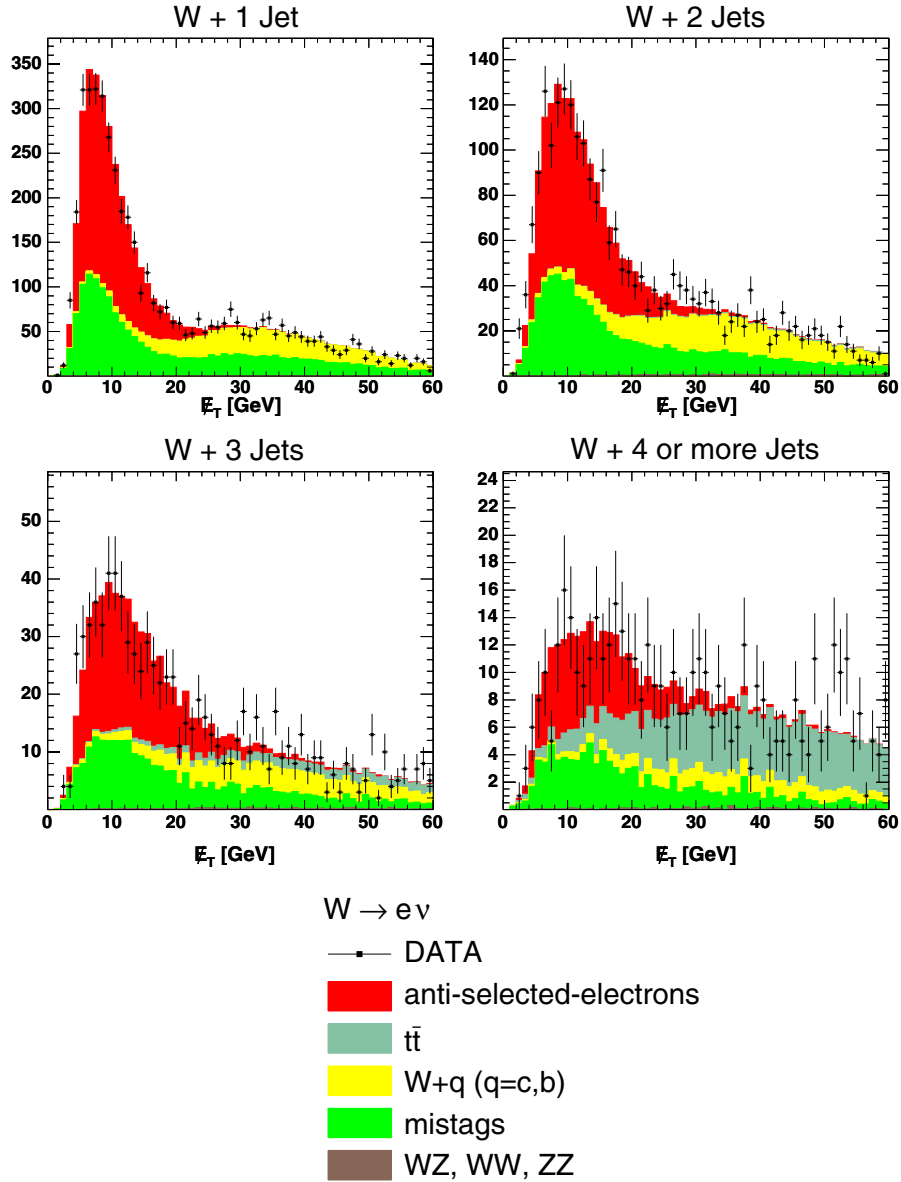 W + 1 Jet
W + 2 Jets
350
300
250
200
150
100
50
0 10 20 30 40 50 60
E̸_T [GeV]
140
120
100
80
60
40
20
0 10 20 30 40 50 60
E̸_T [GeV]
W + 3 Jets
W + 4 or more Jets
50
40
30
20
10
0 10 20 30 40 50 60
E̸_T [GeV]
24
22
20
18
16
14
12
10
8
6
4
2
0 10 20 30 40 50 60
E̸_T [GeV]
W → e ν
DATA
anti-selected-electrons
tt̄
W+q (q=c,b)
mistags
WZ, WW, ZZ